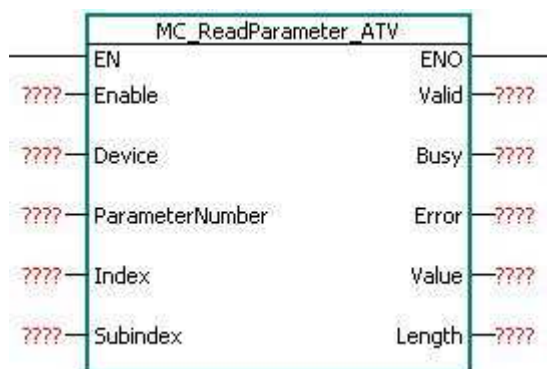 MC_ReadParameter_ATV
EN ENO
???? Enable Valid ????
???? Device Busy ????
???? ParameterNumber Error ????
???? Index Value ????
???? Subindex Length ????